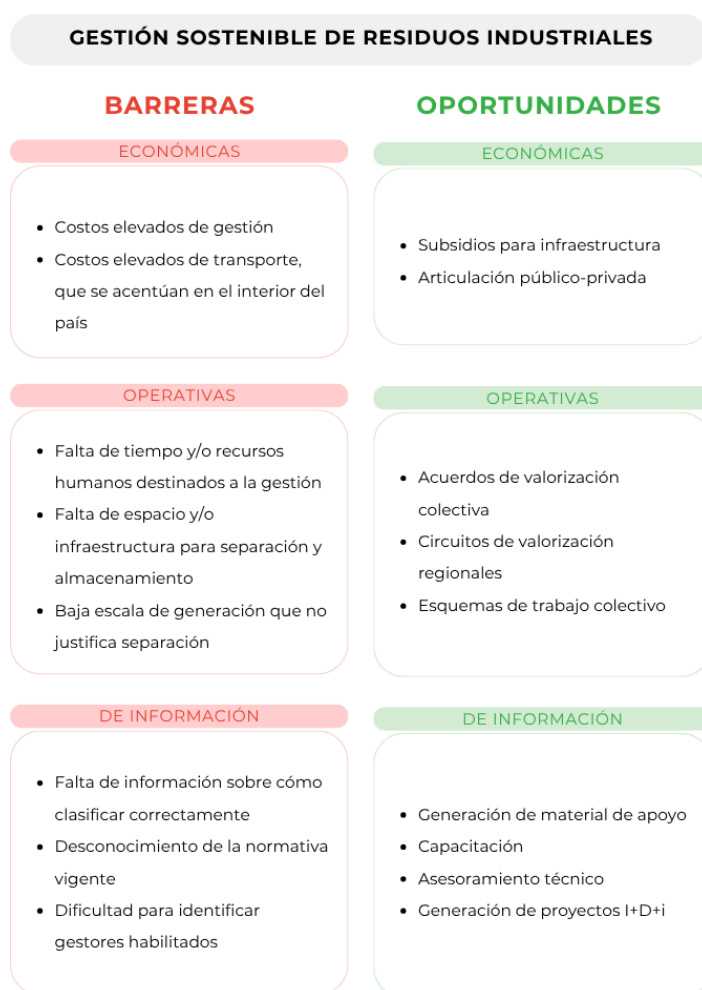 GESTIÓN SOSTENIBLE DE RESIDUOS INDUSTRIALES
BARRERAS
ECONÓMICAS
• Costos elevados de gestión
• Costos elevados de transporte,
que se acentúan en el interior del
país
OPERATIVAS
• Falta de tiempo y/o recursos
humanos destinados a la gestión
• Falta de espacio y/o
infraestructura para separación y
almacenamiento
• Baja escala de generación que no
justifica separación
DE INFORMACIÓN
• Falta de información sobre cómo
clasificar correctamente
• Desconocimiento de la normativa
vigente
• Dificultad para identificar
gestores habilitados
OPORTUNIDADES
ECONÓMICAS
• Subsidios para infraestructura
• Articulación público-privada
OPERATIVAS
• Acuerdos de valorización
colectiva
• Circuitos de valorización
regionales
• Esquemas de trabajo colectivo
DE INFORMACIÓN
• Generación de material de apoyo
• Capacitación
• Asesoramiento técnico
• Generación de proyectos I+D+i